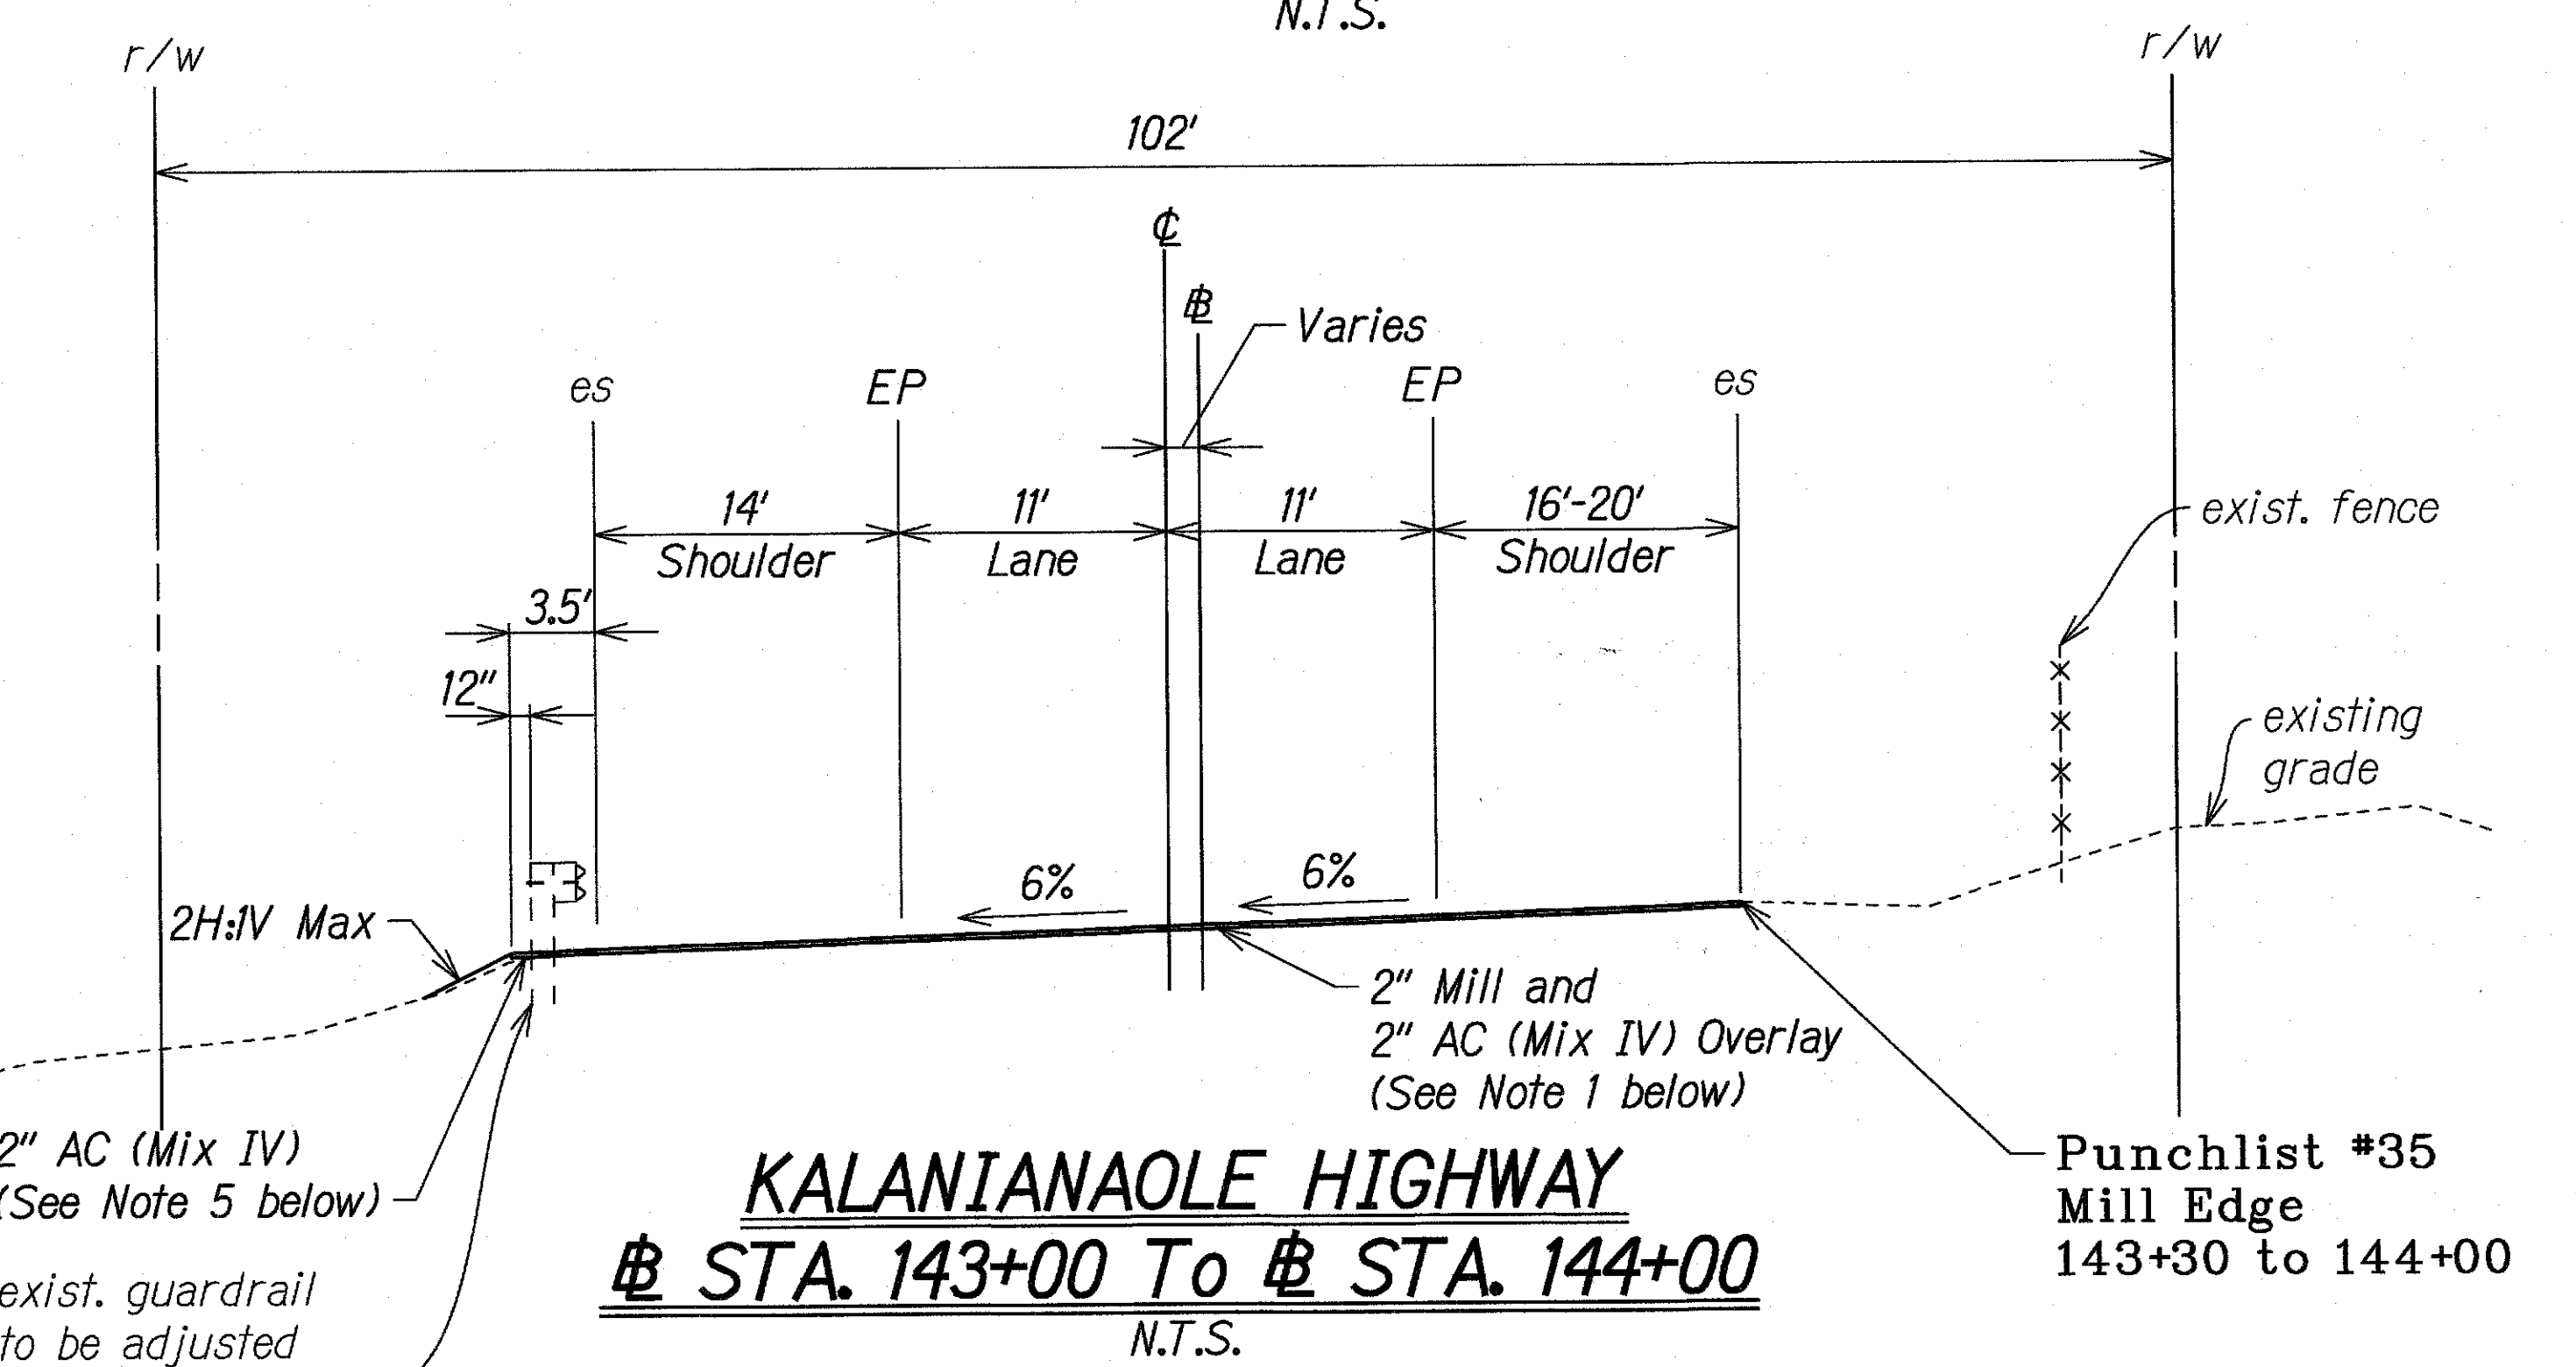 N.T.S.
r/w
r/w
102'
℄
BL
Varies
es
EP
EP
es
14'
Shoulder
11'
Lane
11'
Lane
16'-20'
Shoulder
exist. fence
3.5'
12"
existing
grade
6%
6%
2H:1V Max
2" Mill and
2" AC (Mix IV) Overlay
(See Note 1 below)
2" AC (Mix IV)
(See Note 5 below)
Punchlist #35
Mill Edge
143+30 to 144+00
KALANIANAOLE HIGHWAY
BL STA. 143+00 To BL STA. 144+00
N.T.S.
exist. guardrail
to be adjusted